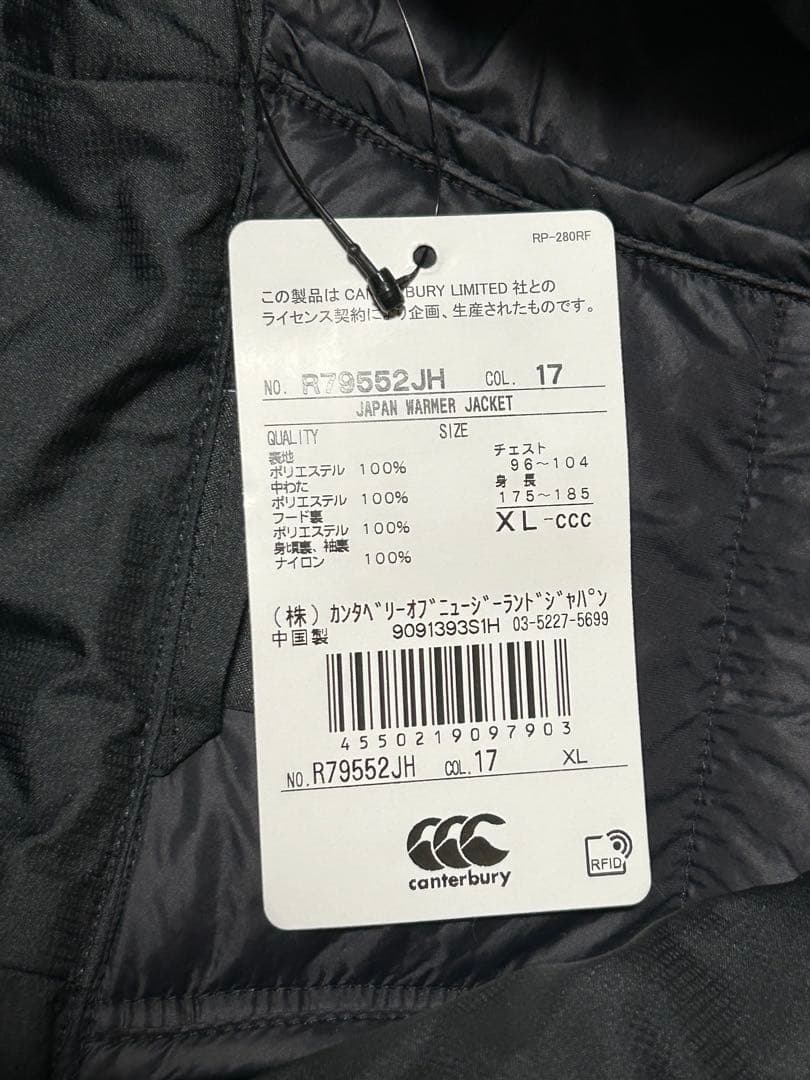 RP-280RF
この製品は CANTERBURY LIMITED 社との
ライセンス契約により企画、生産されたものです。
NO. R79552JH COL. 17
JAPAN WARMER JACKET
QUALITY SIZE
表地
ポリエステル 100%
中わた
ポリエステル 100%
フード裏
ポリエステル 100%
身頃裏、袖裏
ナイロン 100%
チェスト
96～104
身 長
175～185
XL-CCC
(株) カンタベリーオブニュージーランドジャパン
中国製 9091393S1H 03-5227-5699
4550219097903
NO. R79552JH COL. 17 XL
canterbury
RFID